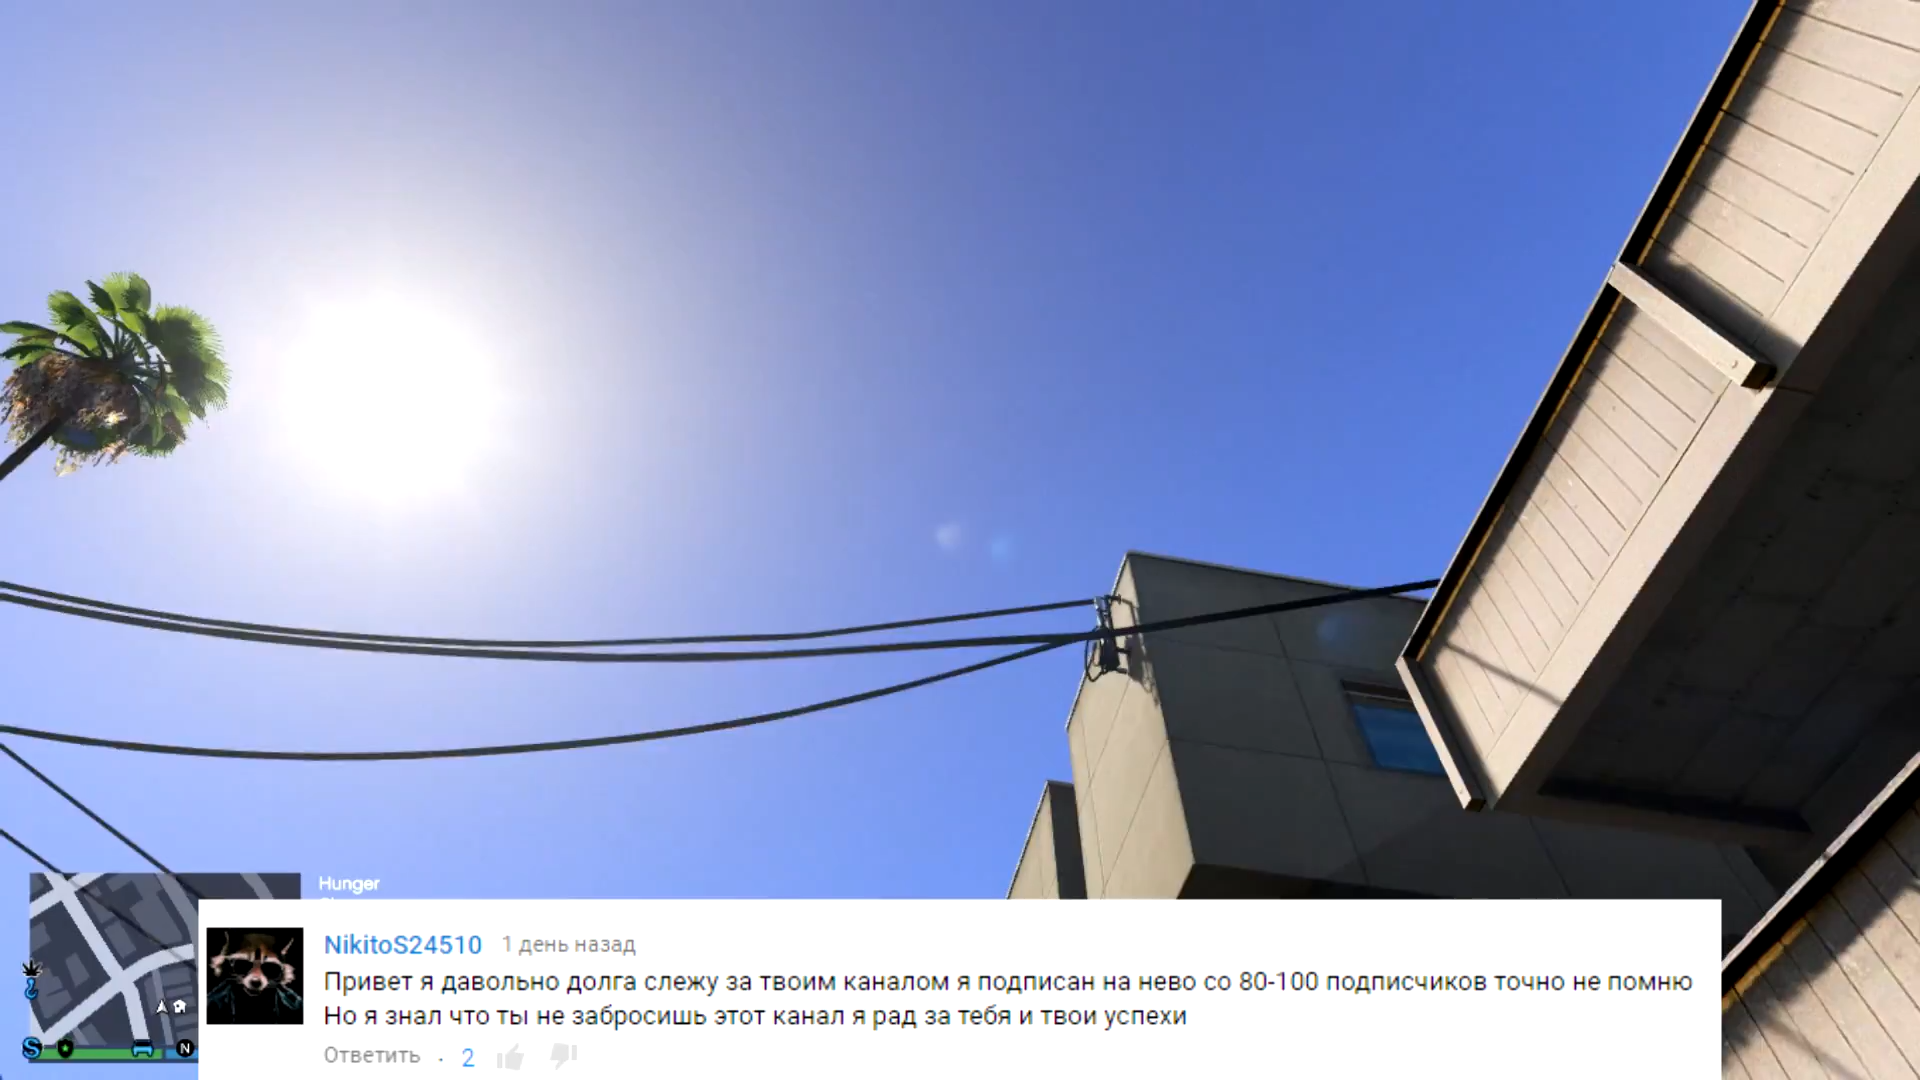 Hunger
NikitoS24510 1 день назад
Привет я давольно долга слежу за твоим каналом я подписан на нево со 80-100 подписчиков точно не помню
Но я знал что ты не забросишь этот канал я рад за тебя и твои успехи
Ответить · 2
S N